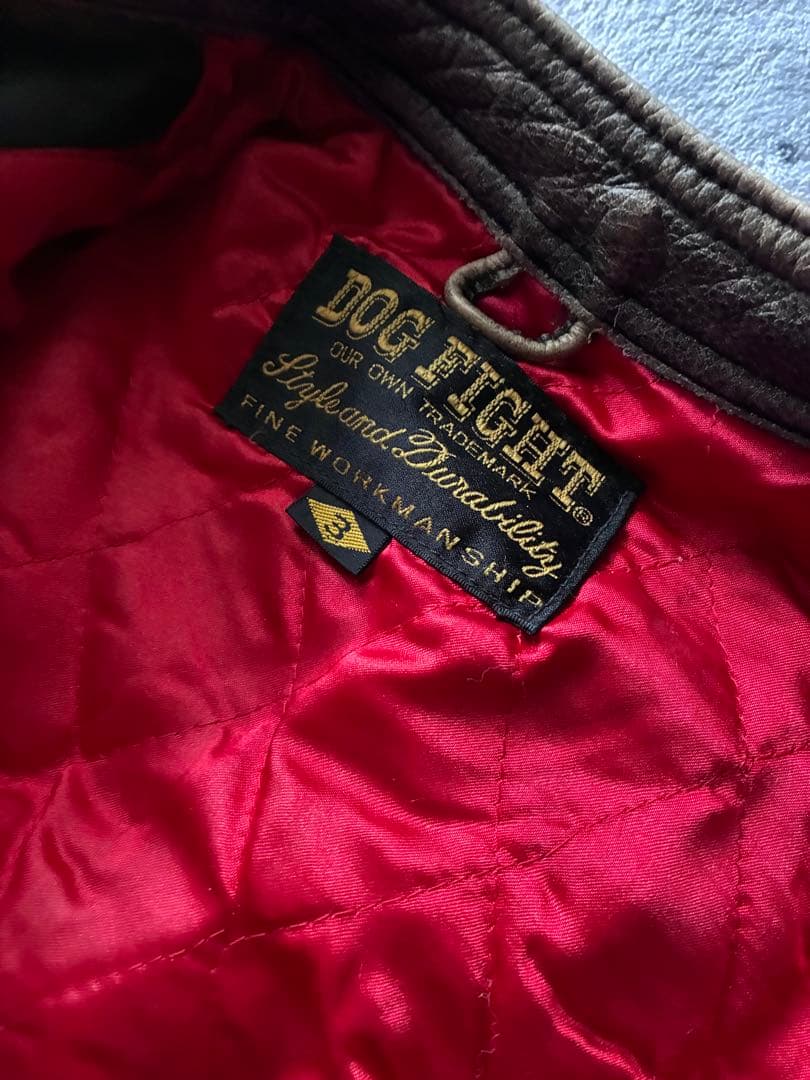 DOG FIGHT®
OUR OWN TRADEMARK
Style and Durability
FINE WORKMANSHIP
3